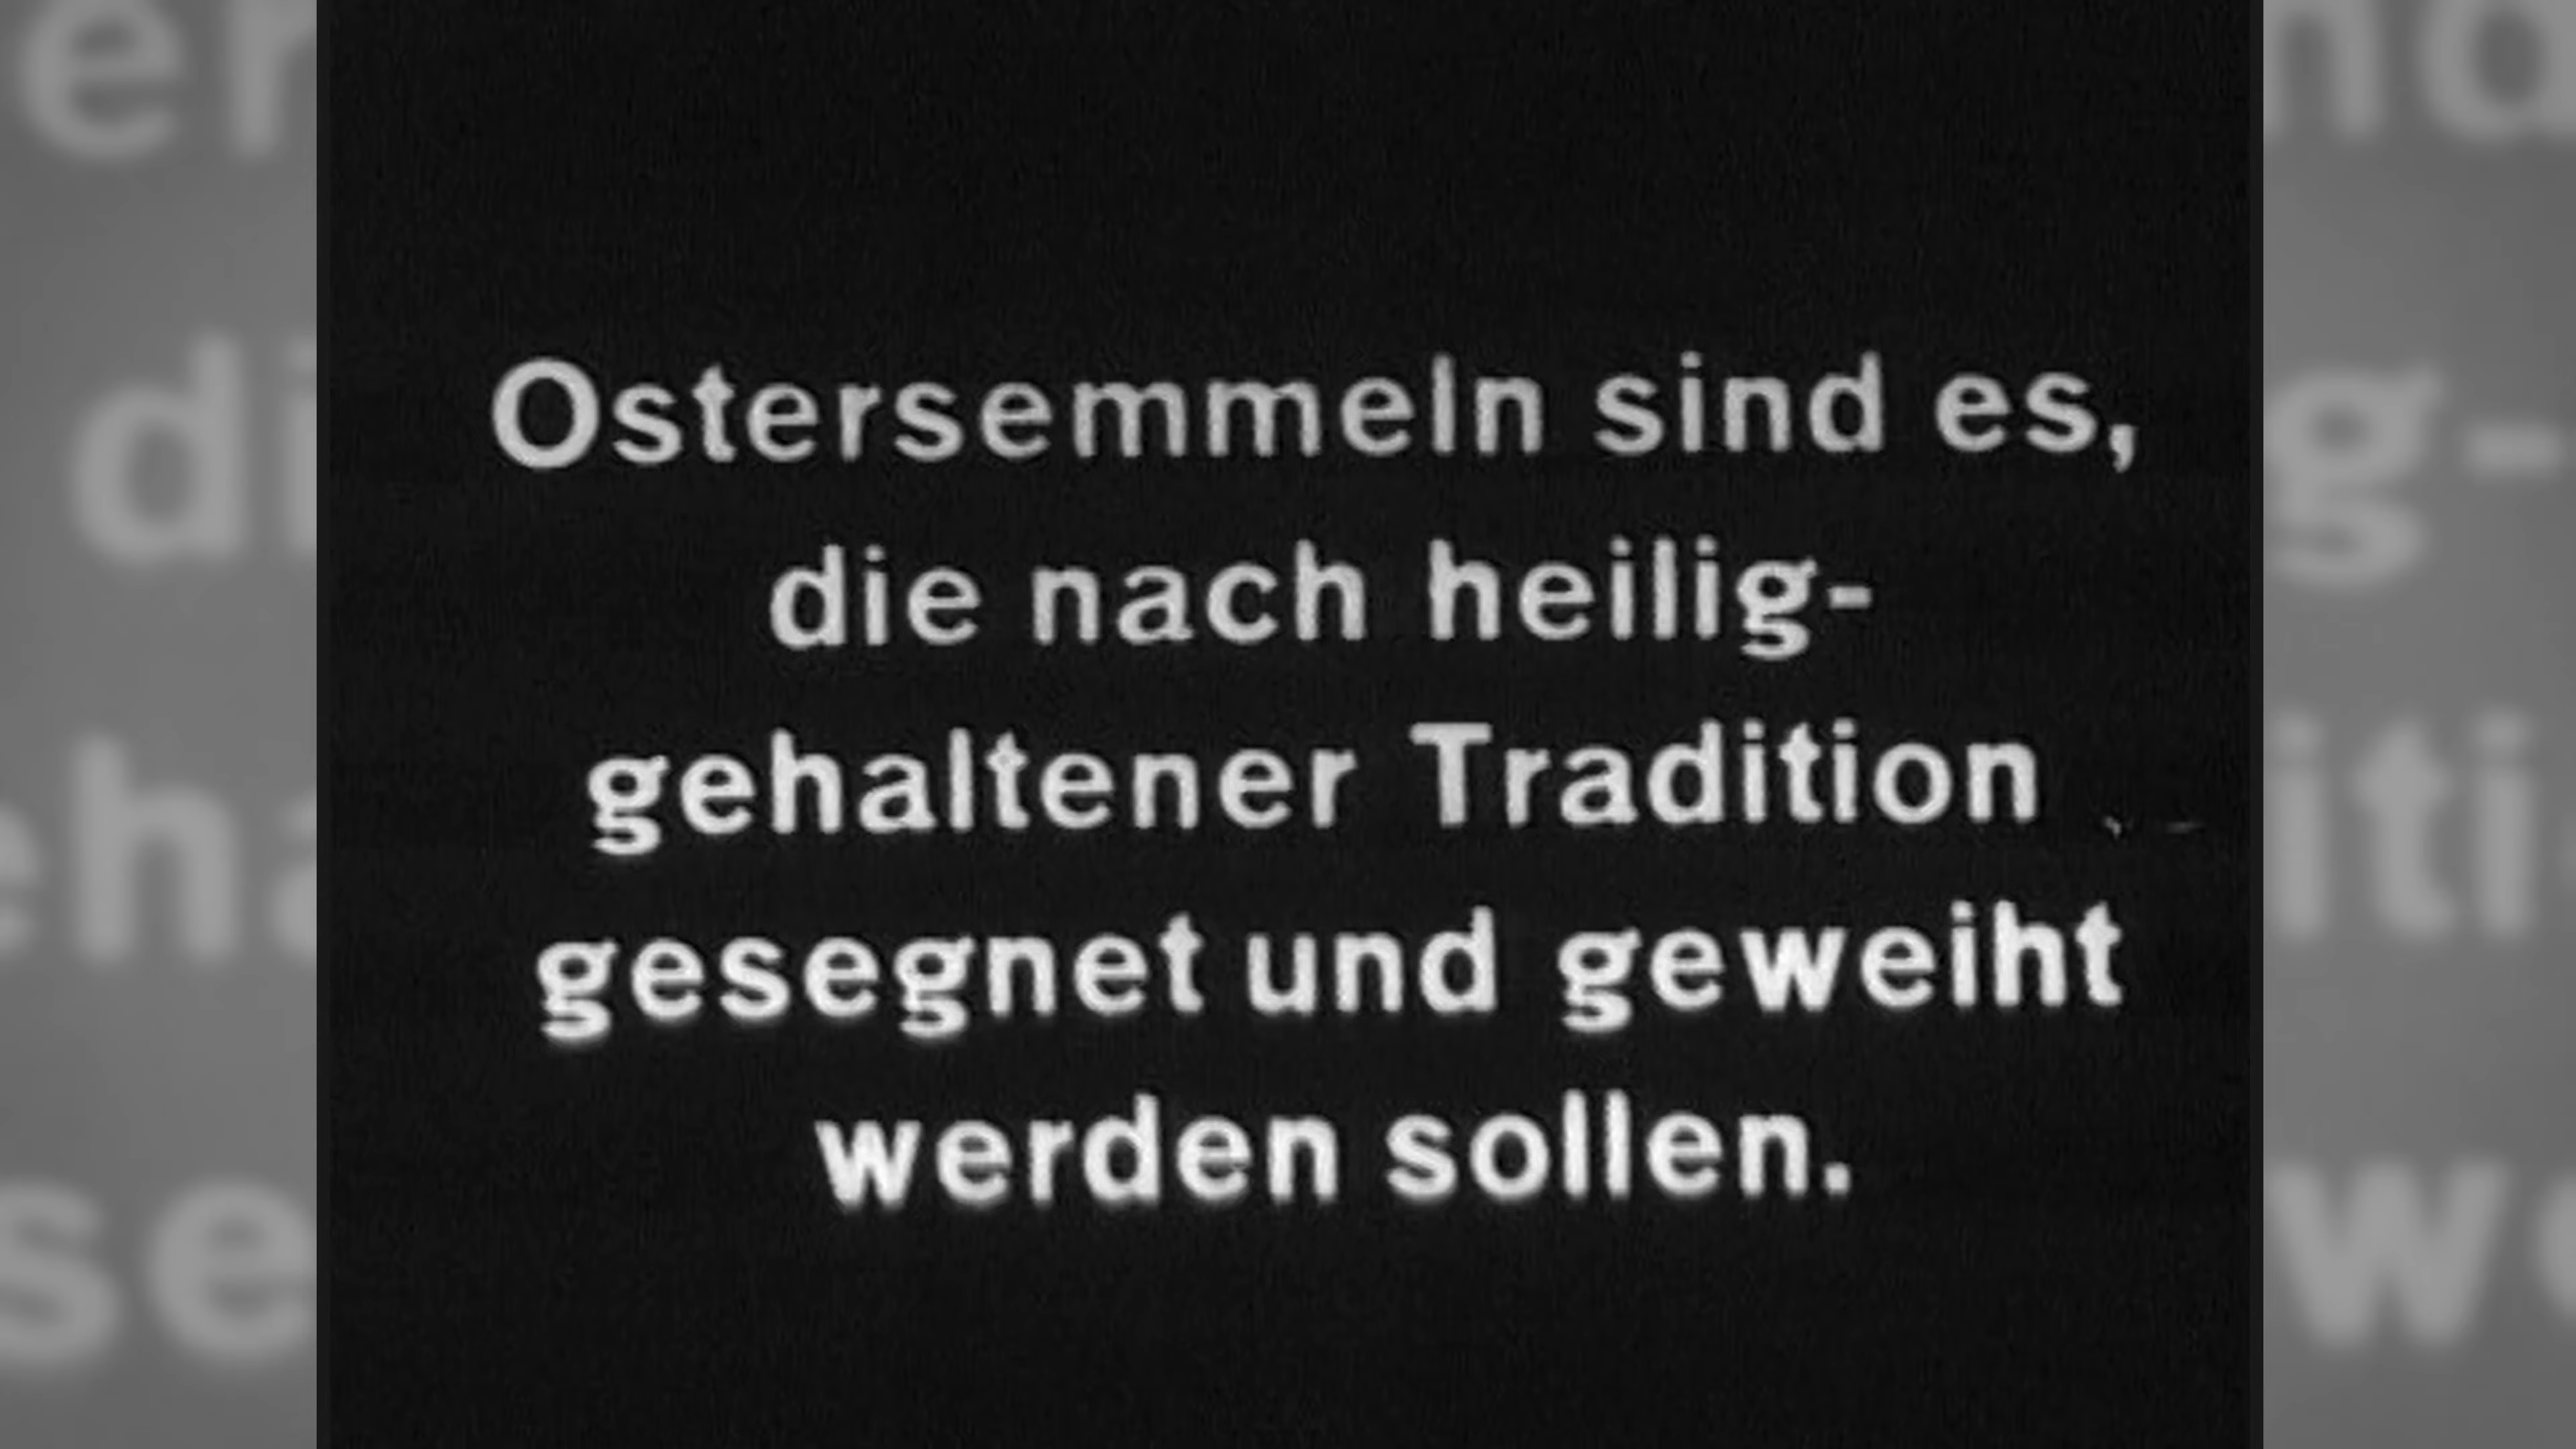 Ostersemmeln sind es,
die nach heilig-
gehaltener Tradition
gesegnet und geweiht
werden sollen.